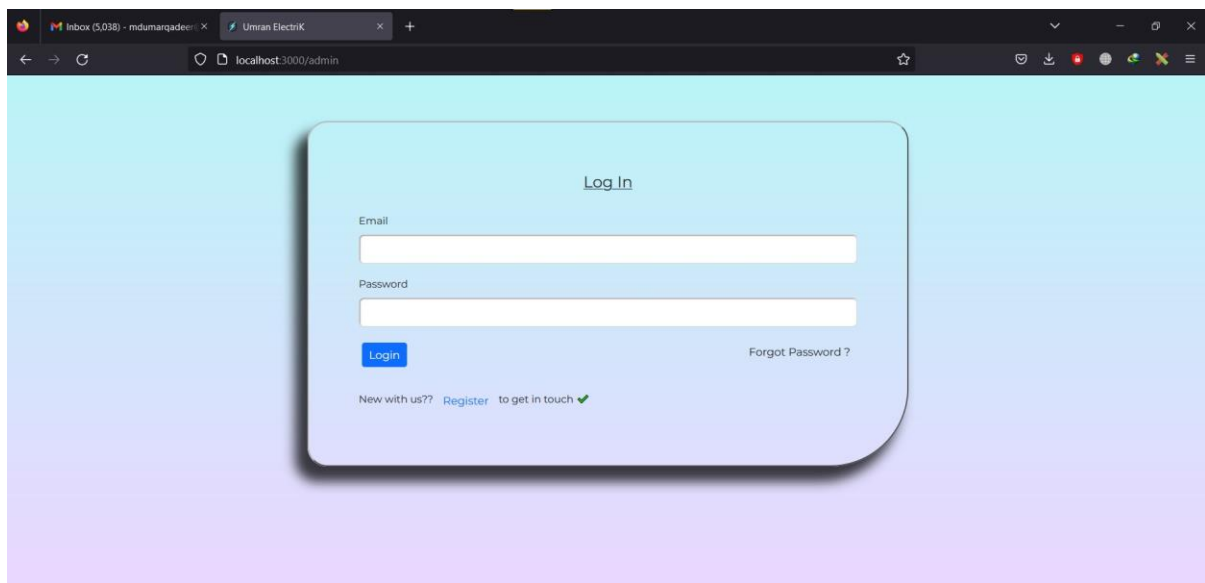 Inbox (5,038) - mdumarqadeer
Umran ElectriK
localhost:3000/admin
Log In
Email
Password
Login
Forgot Password ?
New with us?? Register to get in touch